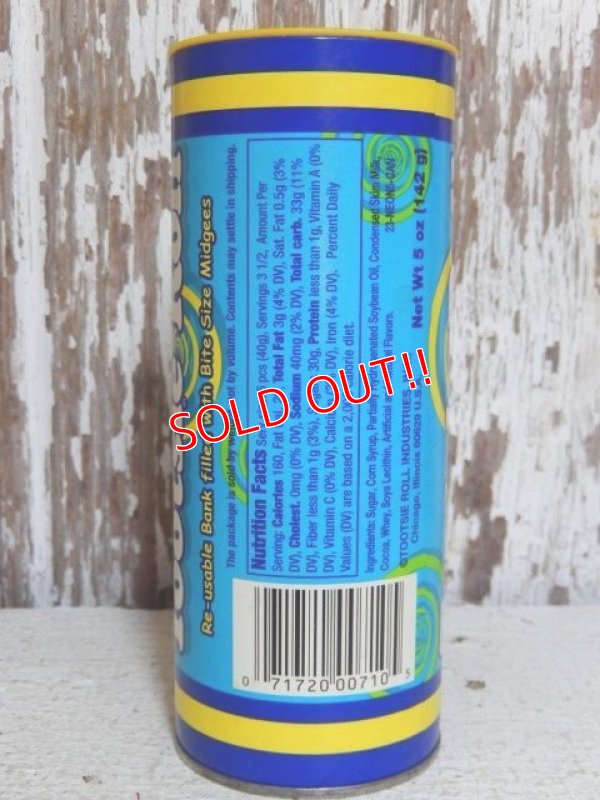 Tootsie Roll
Re-usable Bank filled with Bite Size Midgees
The package is sold by not by volume. Contents may settle in shipping.
Nutrition Facts pcs (40g), Servings 3 1/2, Amount Per
Serving: Calories 160, Fat Total Fat 3g (4% DV), Sat. Fat 0.5g (3%
DV), Cholest. 0mg (0% DV), Sodium 40mg (2% DV), Total carb. 33g (11%
DV), Fiber less than 1g (3%), 30g, Protein less than 1g, Vitamin A (0%
DV), Vitamin C (0% DV), DV), Iron (4% DV). Percent Daily
Values (DV) are based on a calorie diet.
Ingredients: Sugar, Corn Syrup, Partially Hydrogenated Soybean Oil, Condensed Skim Milk,
Cocoa, Whey, Soya Lecithin, Artificial Flavors.
©TOOTSIE ROLL INDUSTRIES,
Chicago, Illinois 60629 U.S.
Net Wt 5 oz (142 g)
0 71720 00710 5
SOLD OUT!!